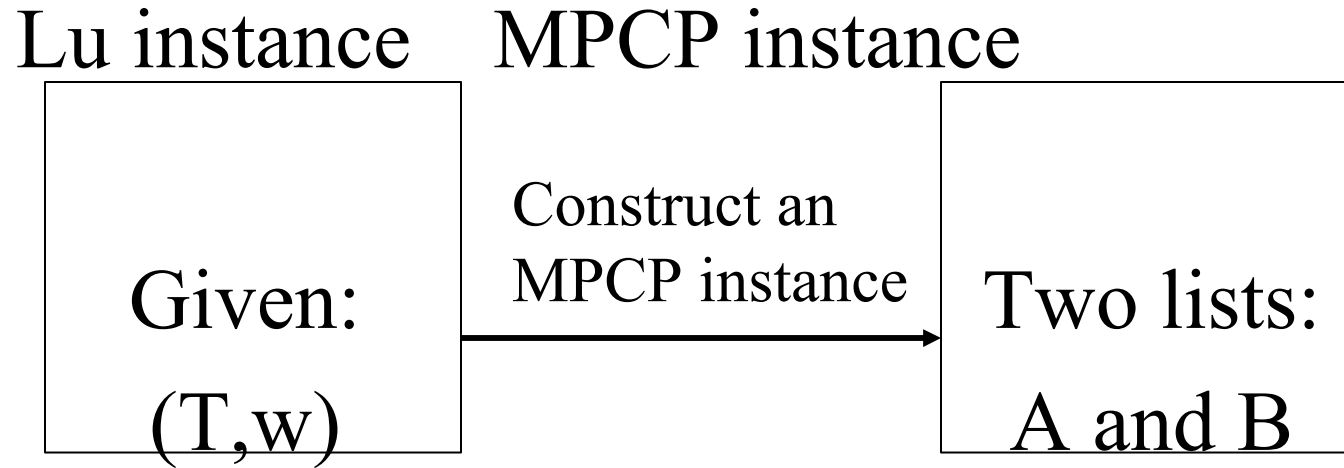 Lu instance MPCP instance
Construct an
MPCP instance
Given:
(T,w)
Two lists:
A and B